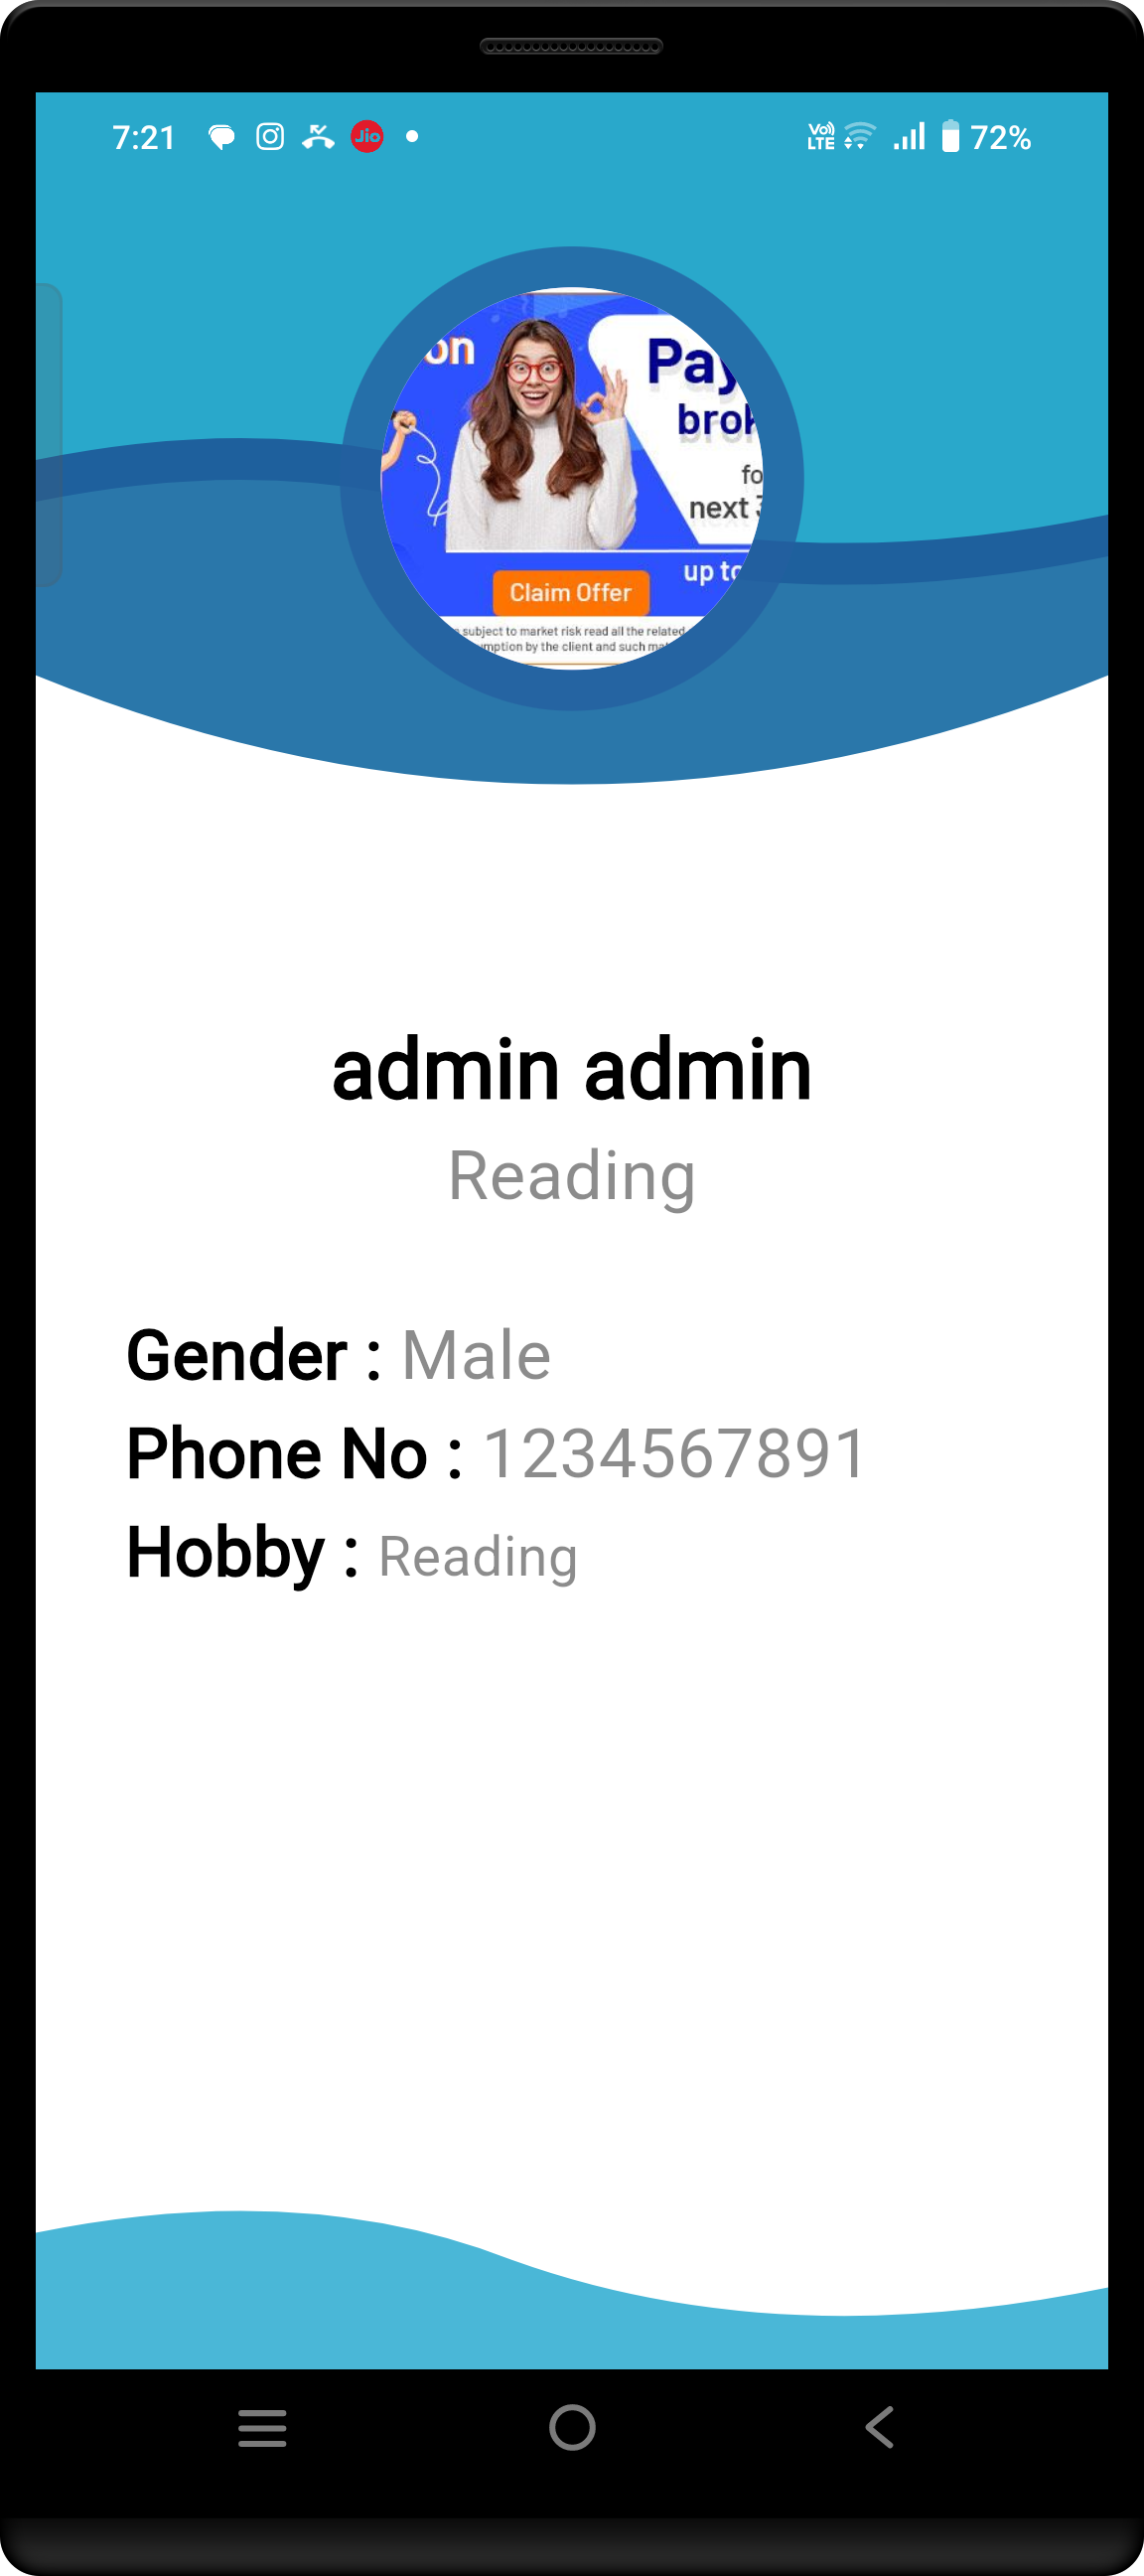 7:21 Jio Vo) LTE 72%
on
Pay
brok
fo
next 3
up to
Claim Offer
subject to market risk read all the related
mption by the client and such
admin admin
Reading
Gender : Male
Phone No : 1234567891
Hobby : Reading